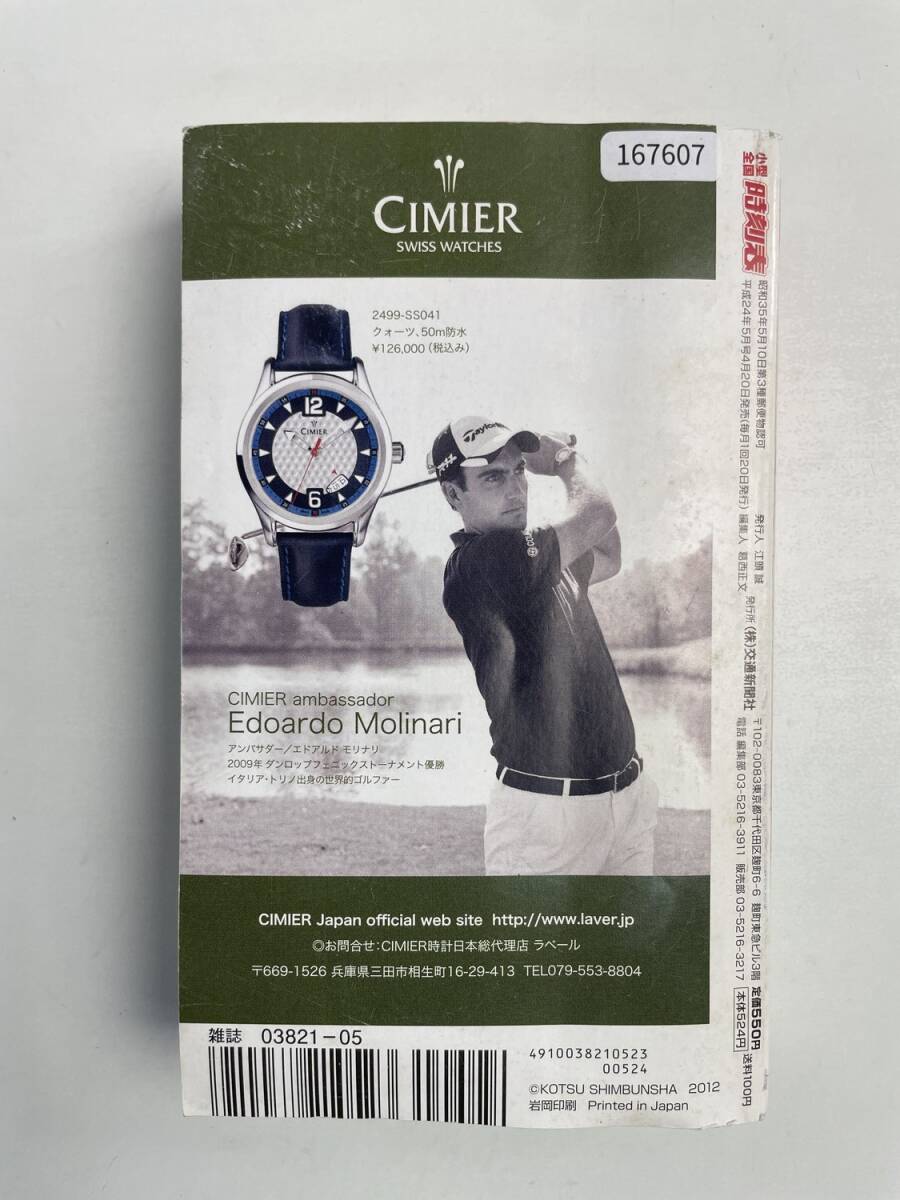 167607
CIMIER
SWISS WATCHES
2499-SS041
クォーツ、50m防水
¥126,000(税込み)
12
CIMIER
6
TaylorMade
CIMIER ambassador
Edoardo Molinari
アンバサダー／エドアルド モリナリ
2009年 ダンロップフェニックストーナメント優勝
イタリア・トリノ出身の世界的ゴルファー
CIMIER Japan official web site http://www.laver.jp
◎お問合せ:CIMIER時計日本総代理店 ラベール
〒669-1526 兵庫県三田市相生町16-29-413 TEL079-553-8804
雑誌 03821-05
4910038210523
00524
©KOTSU SHIMBUNSHA 2012
岩岡印刷 Printed in Japan
小型全国 時刻表
昭和35年5月10日第3種郵便物認可
平成24年5月号4月20日発売(毎月1回20日発行)
発行人 江頭 誠
編集人 葛西正文
発行所 (株)交通新聞社
〒102-0083東京都千代田区麹町6-6 麹町東急ビル3階
電話 編集部 03-5216-3911 販売部 03-5216-3217
定価550円
本体524円
送料100円